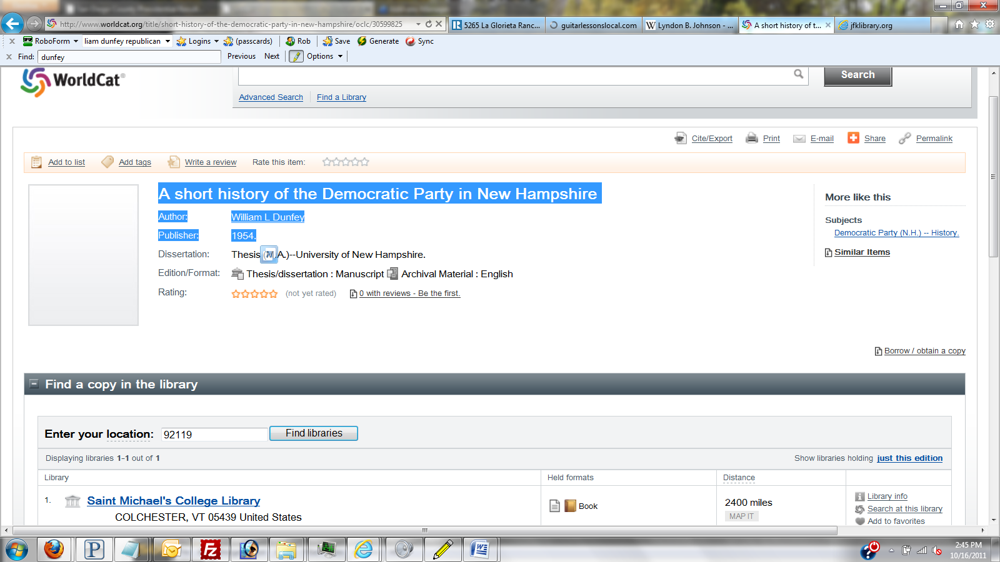 http://www.worldcat.org/title/short-history-of-the-democratic-party-in-new-hampshire/oclc/30599825
5265 La Glorieta Ranc...
guitarlessonslocal.com
W Lyndon B. Johnson - ...
A short history of t...
jfklibrary.org
RoboForm
liam dunfey republican
Logins
(passcards)
Rob
Save
Generate
Sync
Find: dunfey
Previous
Next
Options
WorldCat®
Search
Advanced Search
Find a Library
Cite/Export
Print
E-mail
Share
Permalink
Add to list
Add tags
Write a review
Rate this item:
A short history of the Democratic Party in New Hampshire
Author: William L Dunfey
Publisher: 1954.
Dissertation: Thesis (M.A.)--University of New Hampshire.
Edition/Format: Thesis/dissertation : Manuscript Archival Material : English
Rating: (not yet rated) 0 with reviews - Be the first.
More like this
Subjects
Democratic Party (N.H.) -- History.
Similar Items
Borrow / obtain a copy
Find a copy in the library
Enter your location: 92119 Find libraries
Displaying libraries 1-1 out of 1
Show libraries holding just this edition
Library
Held formats
Distance
1.
Saint Michael's College Library
COLCHESTER, VT 05439 United States
Book
2400 miles
MAP IT
Library info
Search at this library
Add to favorites
2:45 PM
10/16/2011